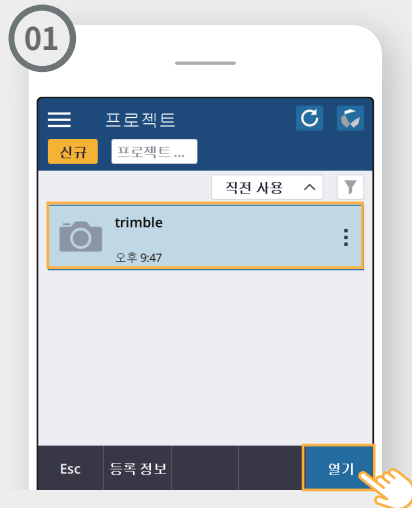 01
프로젝트
신규
프로젝트 ...
직전 사용
trimble
오후 9:47
Esc
등록 정보
열기